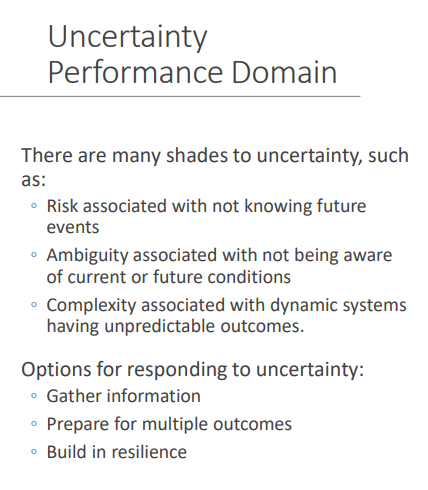 Uncertainty
Performance Domain
There are many shades to uncertainty, such
as:
◦ Risk associated with not knowing future
events
◦ Ambiguity associated with not being aware
of current or future conditions
◦ Complexity associated with dynamic systems
having unpredictable outcomes.
Options for responding to uncertainty:
◦ Gather information
◦ Prepare for multiple outcomes
◦ Build in resilience